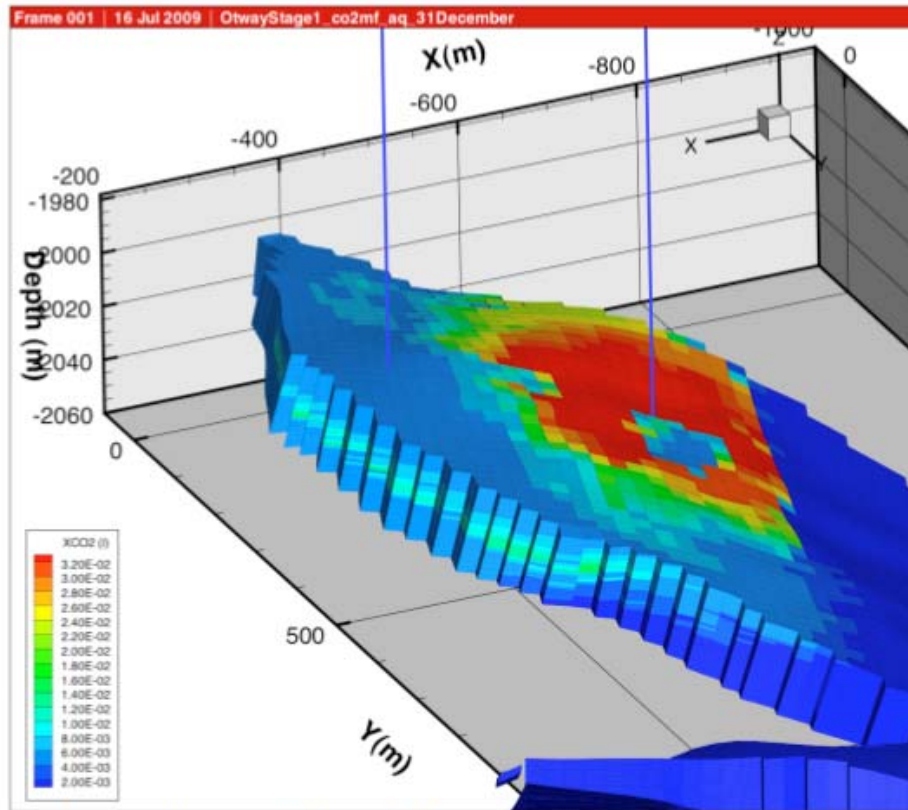 Frame 001 | 16 Jul 2009 | OtwayStage1_co2mf_aq_31December
X(m)
-1000
Z
0
-800
-600
-400
-200
X
Y
-1980
-2000
-2020
-2040
-2060
Depth (m)
0
500
Y(m)
XCO2 (/)
3.20E-02
3.00E-02
2.80E-02
2.60E-02
2.40E-02
2.20E-02
2.00E-02
1.80E-02
1.60E-02
1.40E-02
1.20E-02
1.00E-02
8.00E-03
6.00E-03
4.00E-03
2.00E-03